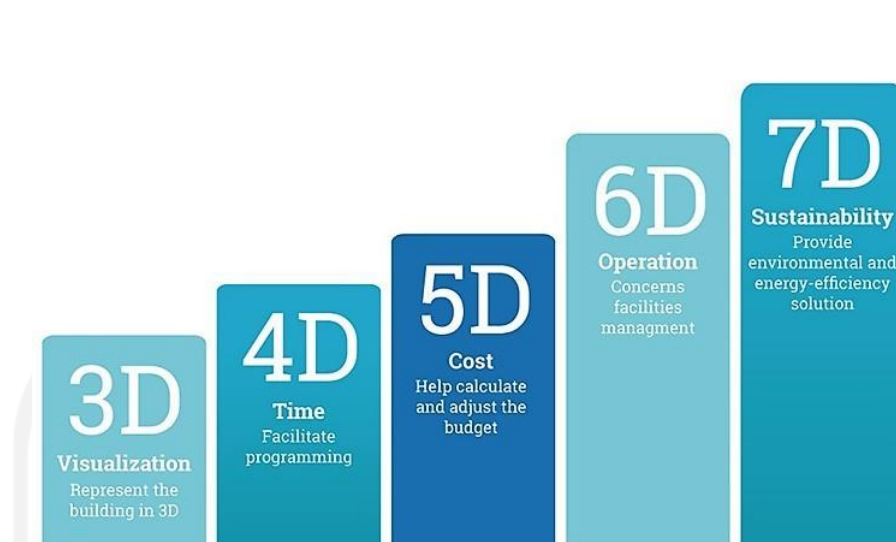 3D
Visualization
Represent the
building in 3D
4D
Time
Facilitate
programming
5D
Cost
Help calculate
and adjust the
budget
6D
Operation
Concerns
facilities
managment
7D
Sustainability
Provide
environmental and
energy-efficiency
solution